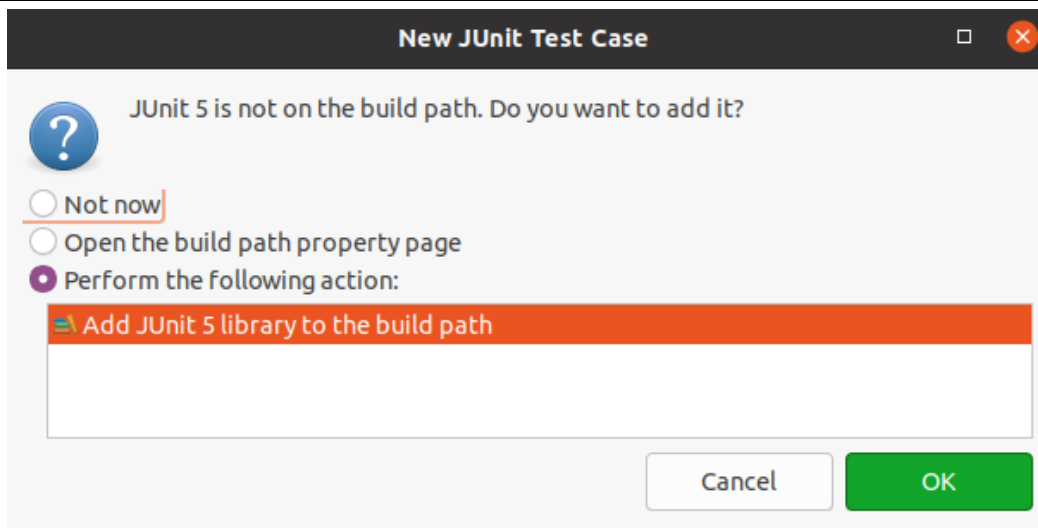 New JUnit Test Case
JUnit 5 is not on the build path. Do you want to add it?
Not now
Open the build path property page
Perform the following action:
Add JUnit 5 library to the build path
Cancel
OK